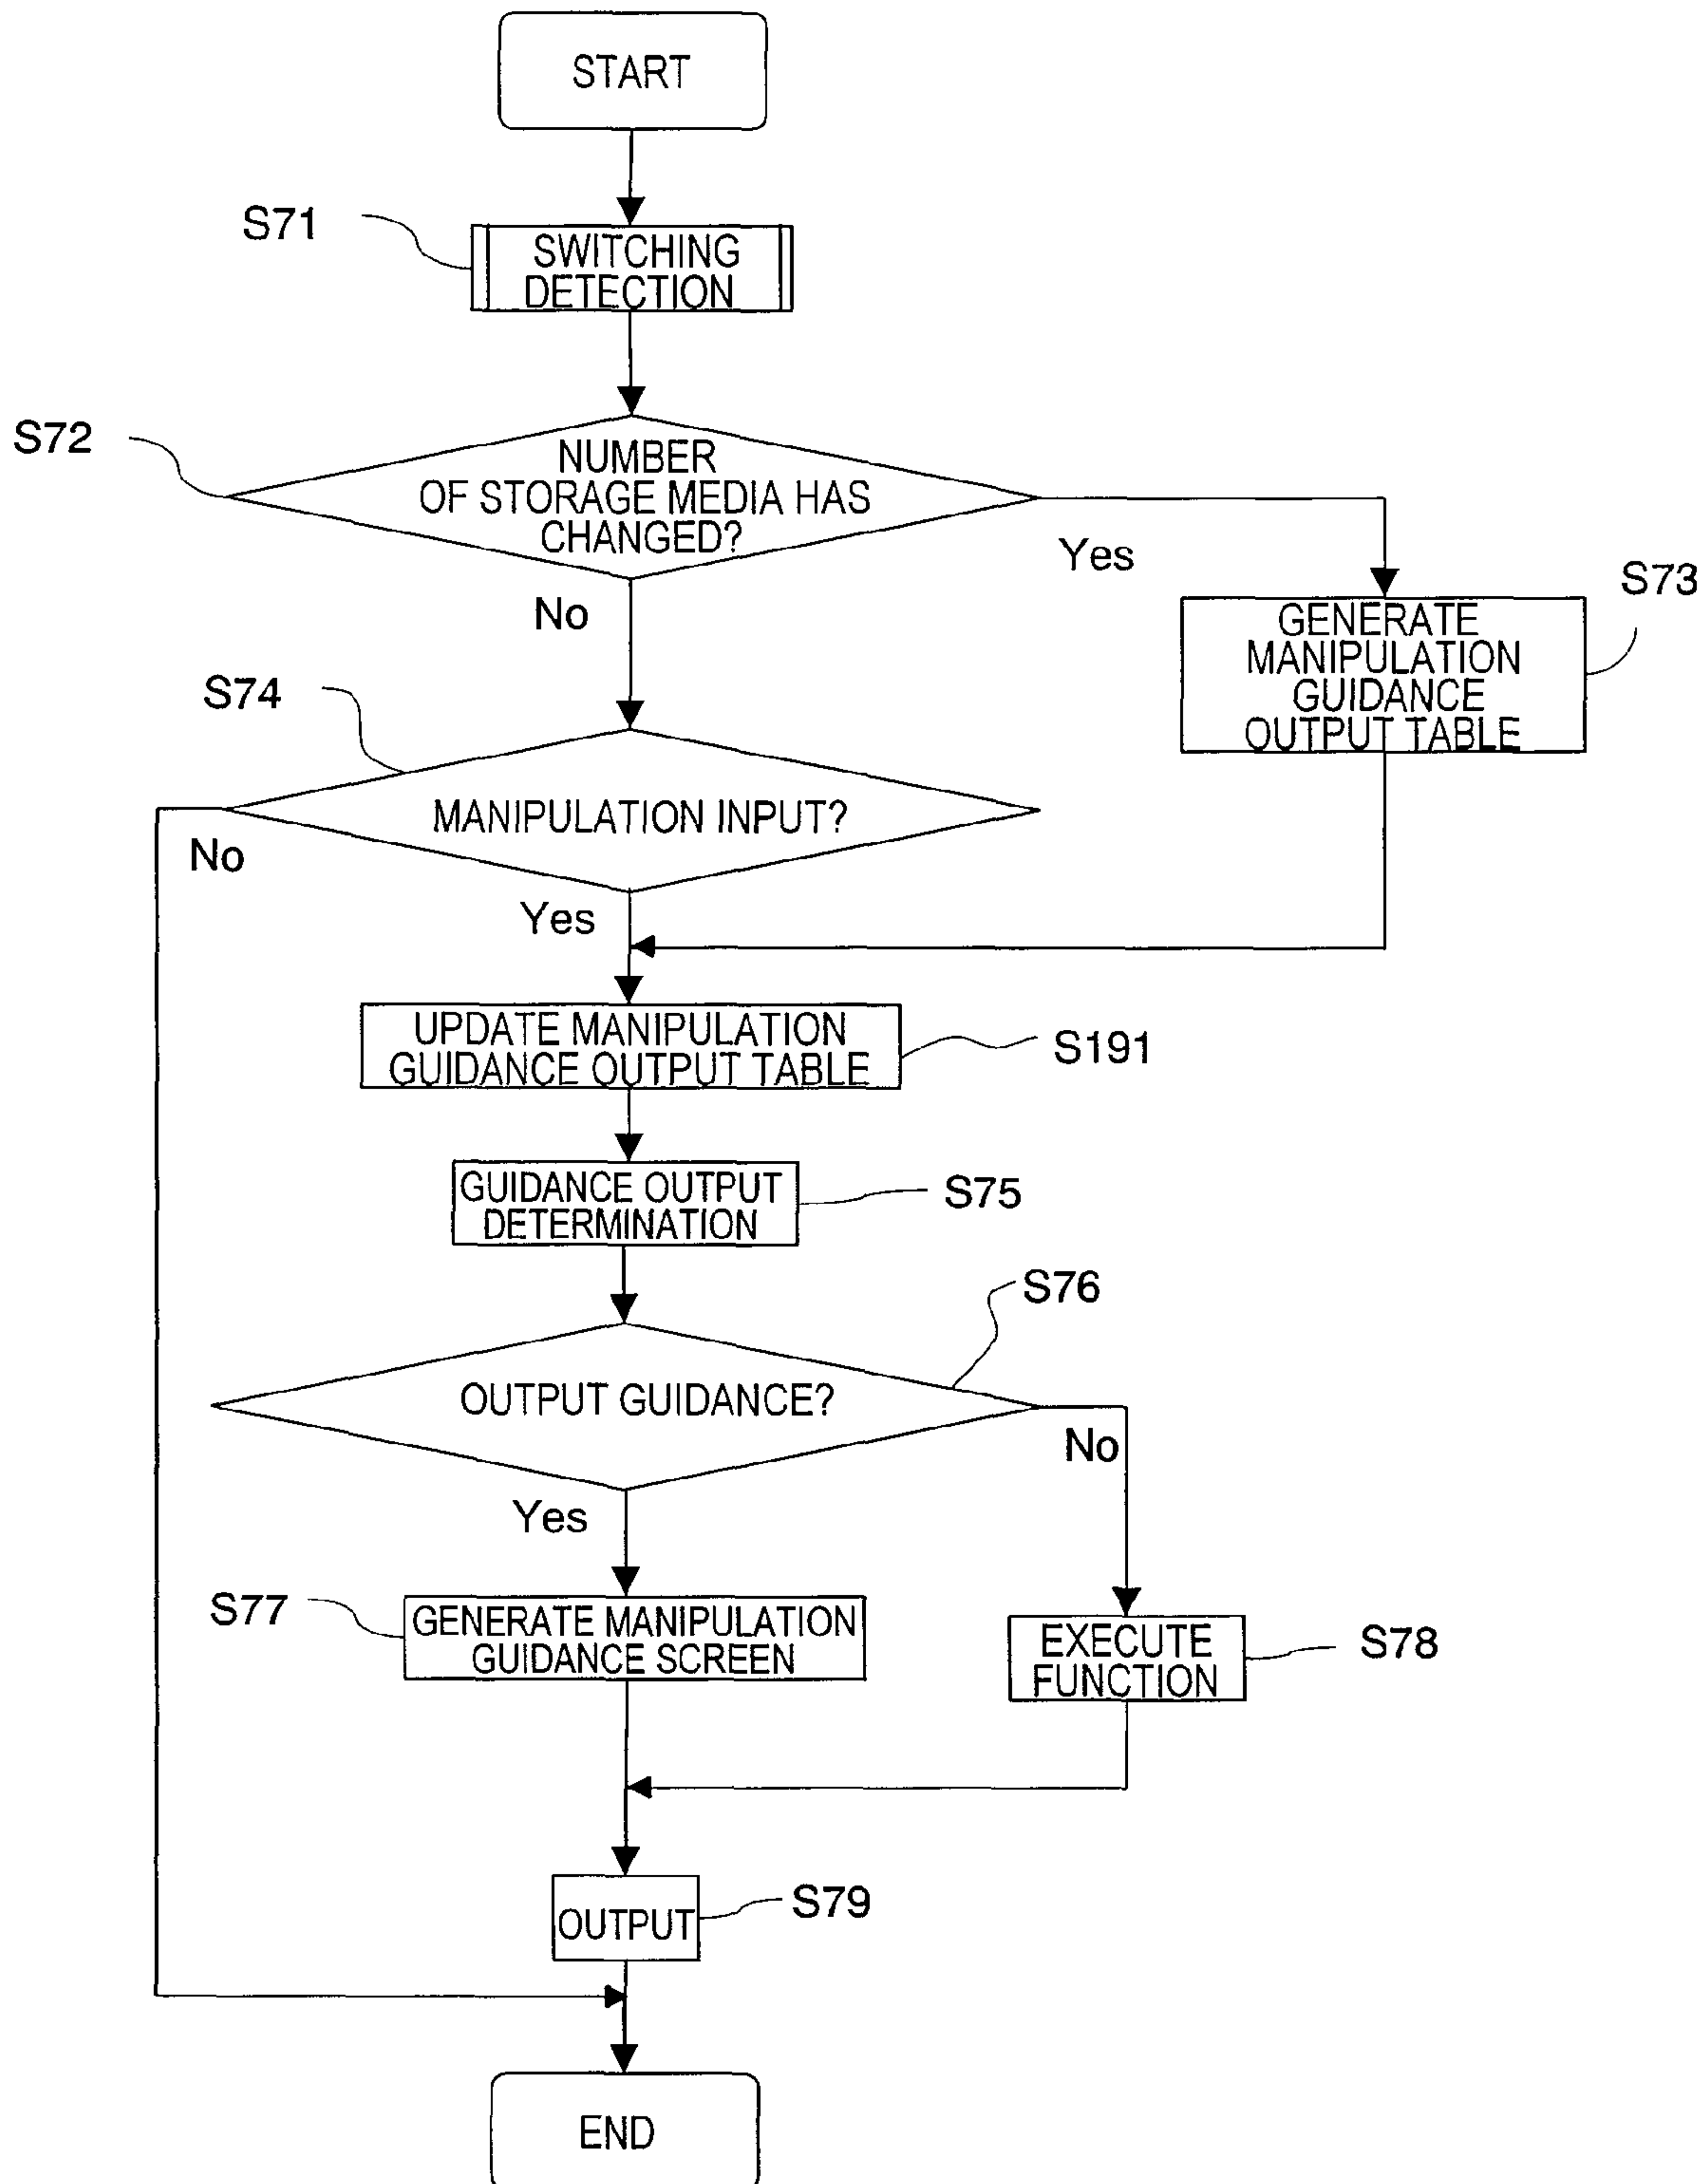 START
S71
SWITCHING
DETECTION
S72
NUMBER
OF STORAGE MEDIA HAS
CHANGED?
Yes
No
S73
GENERATE
MANIPULATION
GUIDANCE
OUTPUT TABLE
S74
MANIPULATION INPUT?
No
Yes
UPDATE MANIPULATION
GUIDANCE OUTPUT TABLE
S191
GUIDANCE OUTPUT
DETERMINATION
S75
S76
OUTPUT GUIDANCE?
No
Yes
S77
GENERATE MANIPULATION
GUIDANCE SCREEN
EXECUTE
FUNCTION
S78
OUTPUT
S79
END